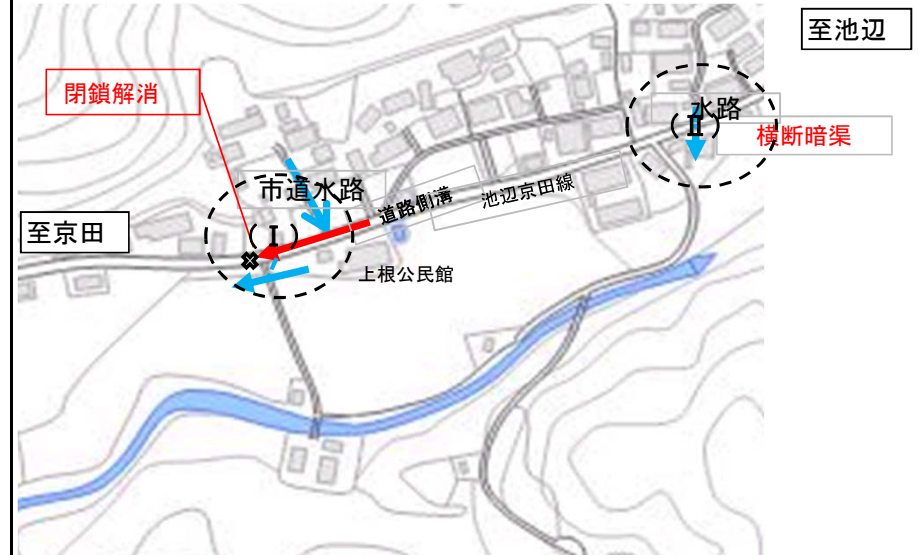 至池辺
閉鎖解消
水路
(Ⅱ)
横断暗渠
市道水路
道路側溝
池辺京田線
至京田
(Ⅰ)
上根公民館